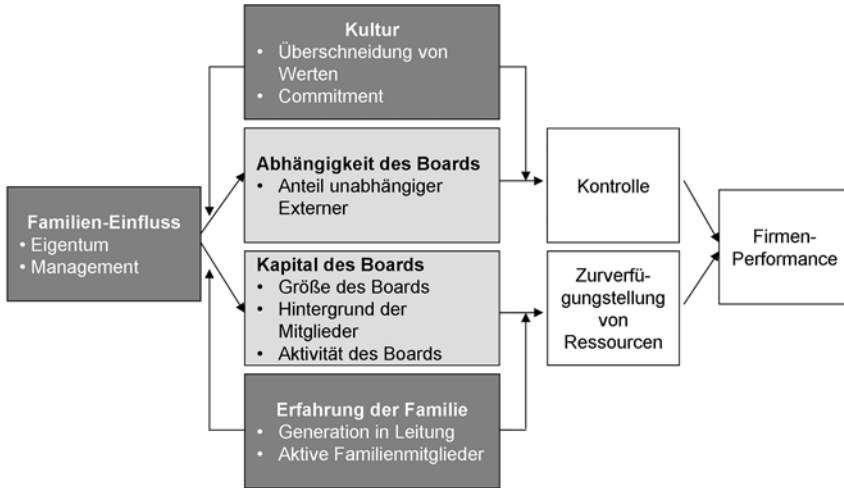 Kultur
• Überschneidung von
Werten
• Commitment
Abhängigkeit des Boards
• Anteil unabhängiger
Externer
Kontrolle
Familien-Einfluss
• Eigentum
• Management
Firmen-
Performance
Kapital des Boards
• Größe des Boards
• Hintergrund der
Mitglieder
• Aktivität des Boards
Zurverfü-
gungstellung
von
Ressourcen
Erfahrung der Familie
• Generation in Leitung
• Aktive Familienmitglieder